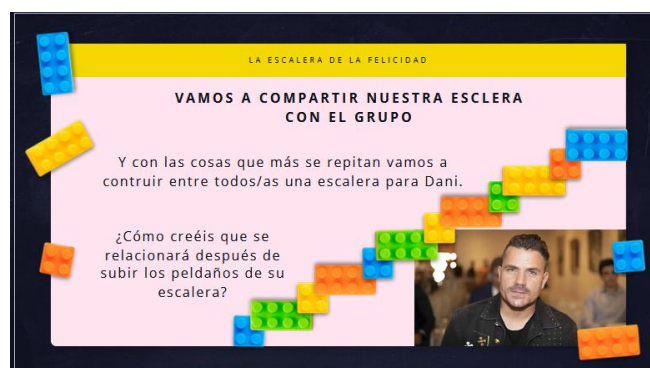 LA ESCALERA DE LA FELICIDAD
VAMOS A COMPARTIR NUESTRA ESCLERA
CON EL GRUPO
Y con las cosas que más se repitan vamos a
contruir entre todos/as una escalera para Dani.
¿Cómo creéis que se
relacionará después de
subir los peldaños de su
escalera?